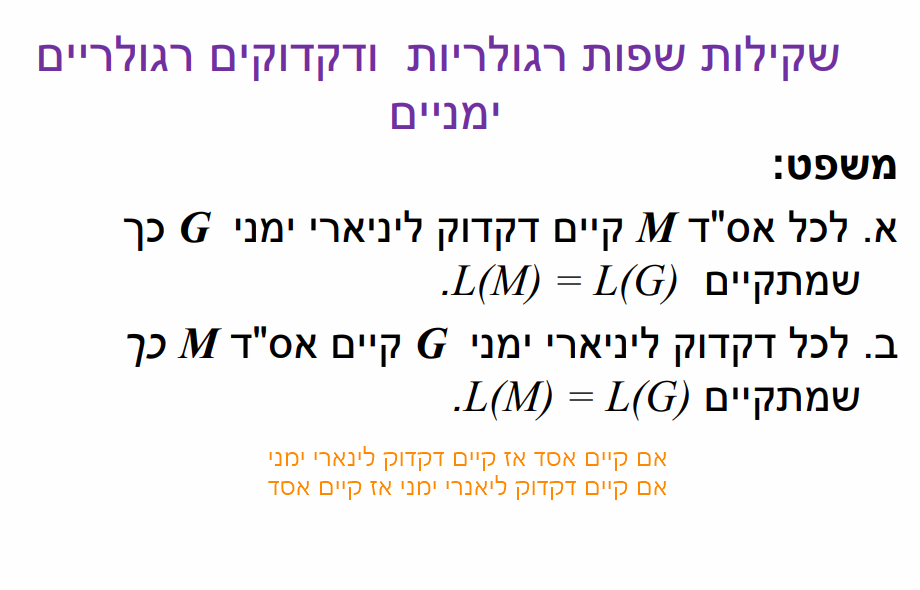 שקילות שפות רגולריות ודקדוקים רגולריים
ימניים
משפט:
א. לכל אס"ד M קיים דקדוק ליניארי ימני G כך
שמתקיים L(M) = L(G).
ב. לכל דקדוק ליניארי ימני G קיים אס"ד M כך
שמתקיים L(M) = L(G).
אם קיים אסד אז קיים דקדוק לינארי ימני
אם קיים דקדוק ליאנרי ימני אז קיים אסד